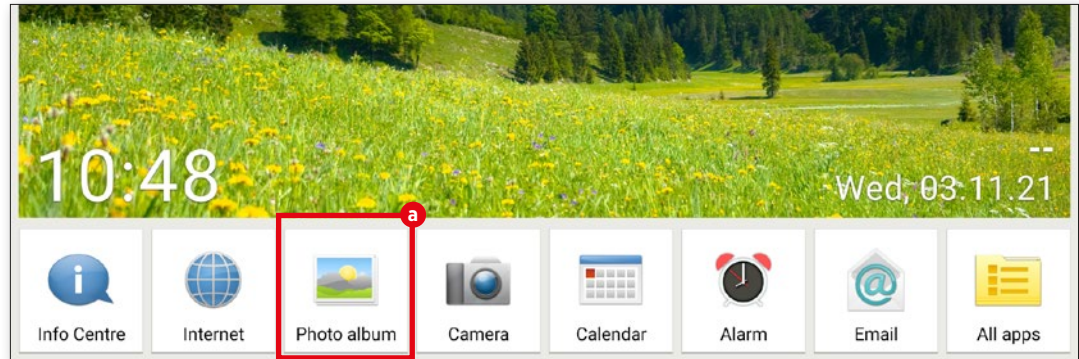 --
10:48
Wed, 03.11.21
a
i
@
Info Centre
Internet
Photo album
Camera
Calendar
Alarm
Email
All apps